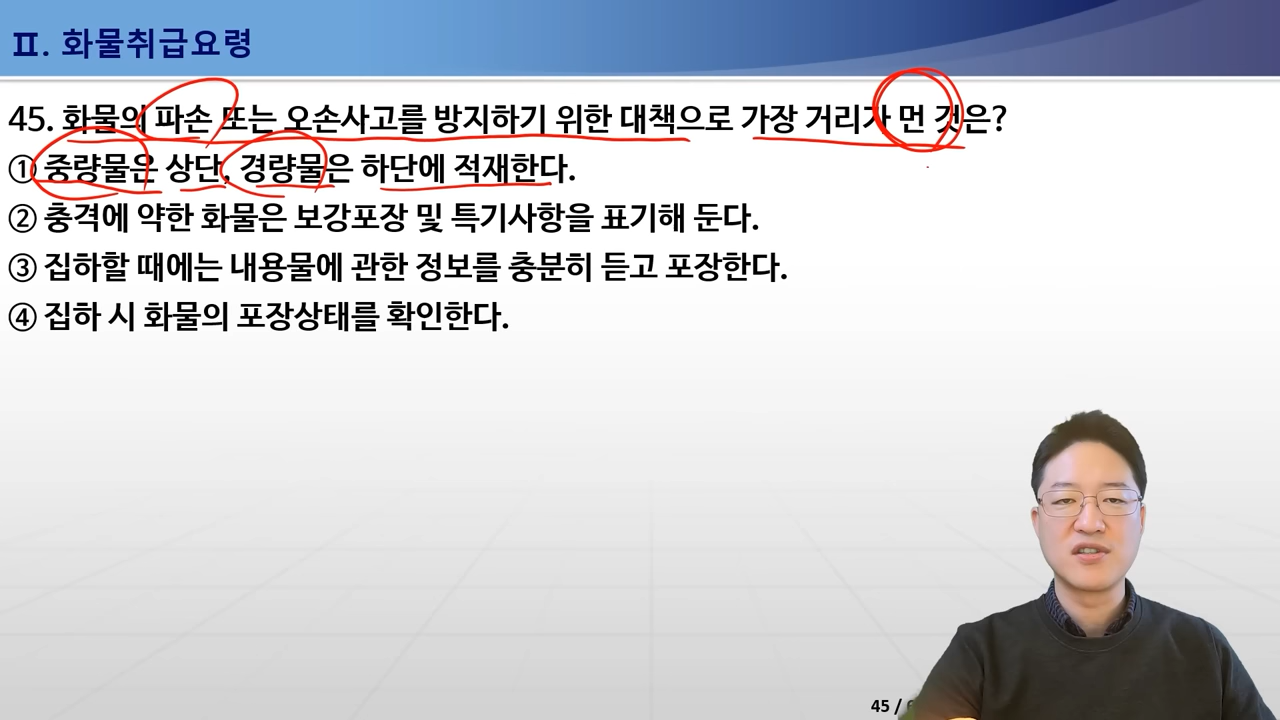 Ⅱ. 화물취급요령
45. 화물의 파손 또는 오손사고를 방지하기 위한 대책으로 가장 거리가 먼 것은?
① 중량물은 상단, 경량물은 하단에 적재한다.
② 충격에 약한 화물은 보강포장 및 특기사항을 표기해 둔다.
③ 집하할 때에는 내용물에 관한 정보를 충분히 듣고 포장한다.
④ 집하 시 화물의 포장상태를 확인한다.
45 /